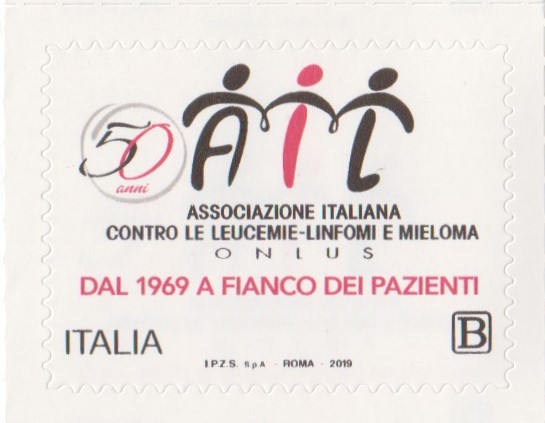 50
anni
AIL
ASSOCIAZIONE ITALIANA
CONTRO LE LEUCEMIE-LINFOMI E MIELOMA
ONLUS
DAL 1969 A FIANCO DEI PAZIENTI
ITALIA
B
I.P.Z.S. SpA - ROMA - 2019